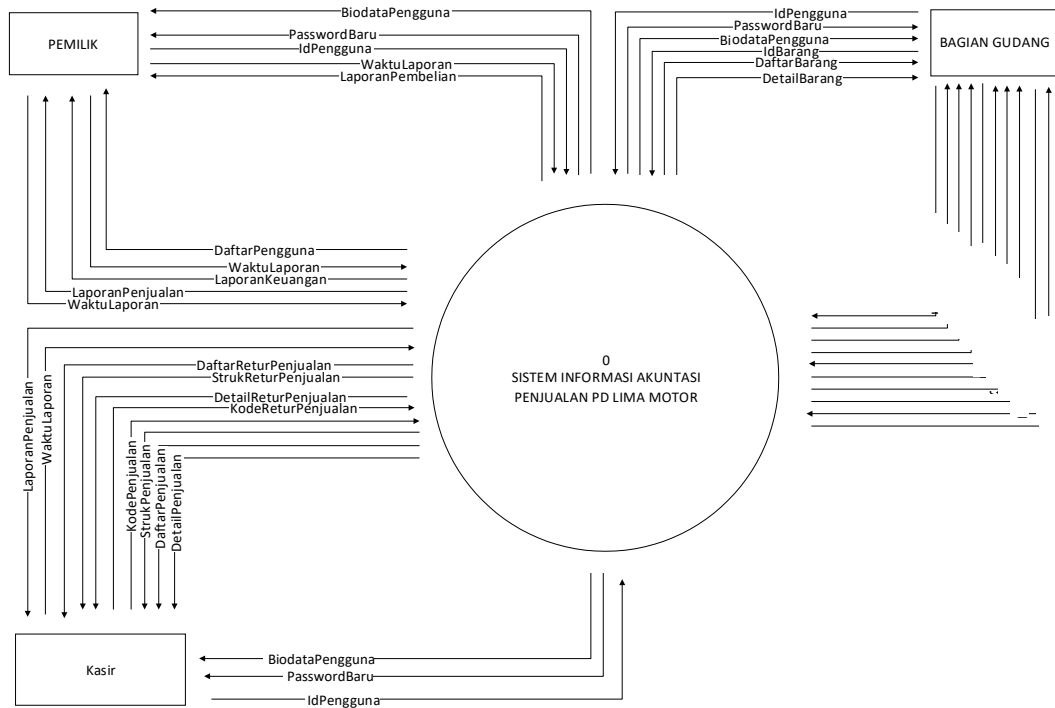 PEMILIK
BiodataPengguna
PasswordBaru
IdPengguna
WaktuLaporan
LaporanPembelian
IdPengguna
PasswordBaru
BiodataPengguna
IdBarang
DaftarBarang
DetailBarang
BAGIAN GUDANG
DaftarPengguna
WaktuLaporan
LaporanKeuangan
LaporanPenjualan
WaktuLaporan
LaporanPenjualan
WaktuLaporan
DaftarReturPenjualan
StrukReturPenjualan
DetailReturPenjualan
KodeReturPenjualan
KodePenjualan
StrukPenjualan
DaftarPenjualan
DetailPenjualan
0
SISTEM INFORMASI AKUNTASI
PENJUALAN PD LIMA MOTOR
Kasir
BiodataPengguna
PasswordBaru
IdPengguna